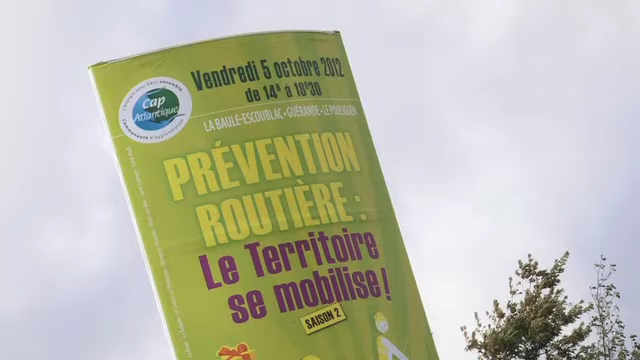 Vendredi 5 octobre 2012
de 14h à 18h30
Cap
Atlantique
LA BAULE-ESCOUBLAC • GUÉRANDE • LE POULIGUEN
PRÉVENTION
ROUTIÈRE :
Le Territoire
se mobilise !
SAISON 2